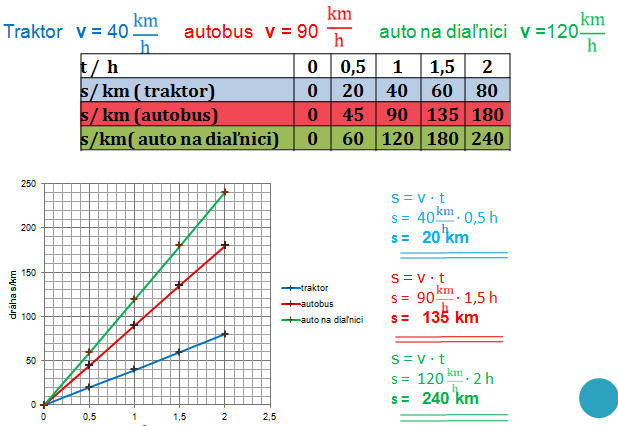 Traktor v = 40 km/h autobus v = 90 km/h auto na diaľnici v =120 km/h
t / h 0 0,5 1 1,5 2
s/ km ( traktor) 0 20 40 60 80
s/ km (autobus) 0 45 90 135 180
s/km( auto na diaľnici) 0 60 120 180 240
250
200
150
100
50
0
dráha s/km
0 0,5 1 1,5 2 2,5
traktor
autobus
auto na diaľnici
s = v · t
s = 40 km/h · 0,5 h
s = 20 km
s = v · t
s = 90 km/h · 1,5 h
s = 135 km
s = v · t
s = 120 km/h · 2 h
s = 240 km